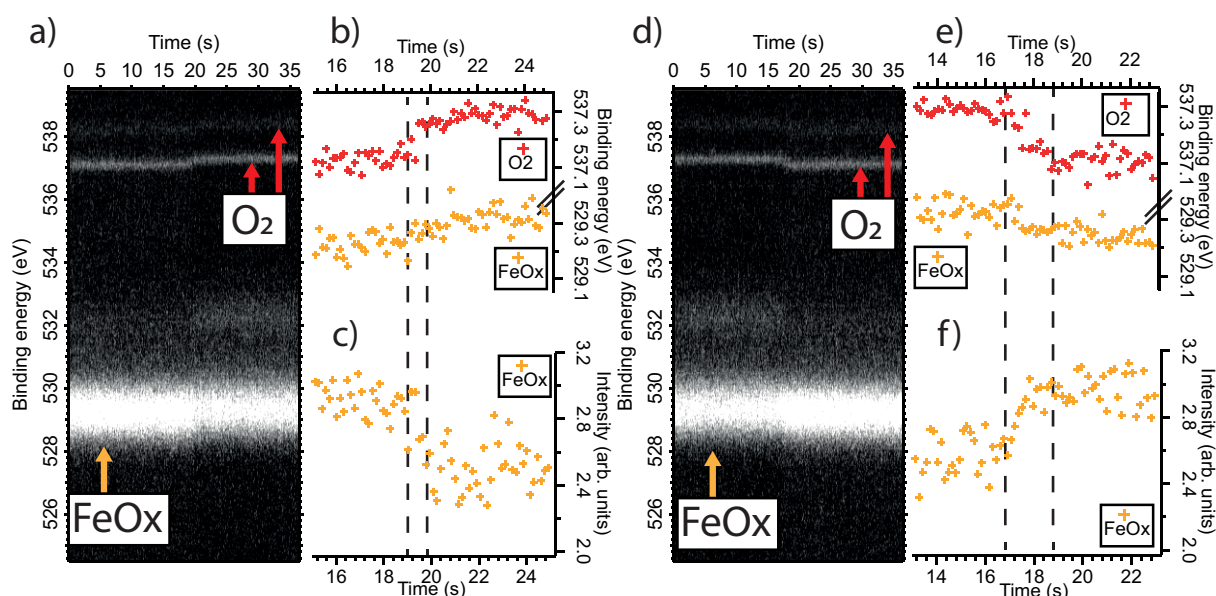 a)
Time (s)
0 5 10 15 20 25 30 35
Binding energy (eV)
538
536
534
532
530
528
526
O2
FeOx
b)
Time (s)
16 18 20 22 24
537.3
537.1
529.3
529.1
Binding energy (eV)
O2
FeOx
c)
FeOx
3.2
2.8
2.4
2.0
Intensity (arb. units)
16 18 20 22 24
Time (s)
d)
Time (s)
0 5 10 15 20 25 30 35
Binding energy (eV)
538
536
534
532
530
528
526
O2
FeOx
e)
Time (s)
14 16 18 20 22
537.3
537.1
529.3
529.1
Binding energy (eV)
O2
FeOx
f)
3.2
2.8
2.4
2.0
Intensity (arb. units)
FeOx
14 16 18 20 22
Time (s)